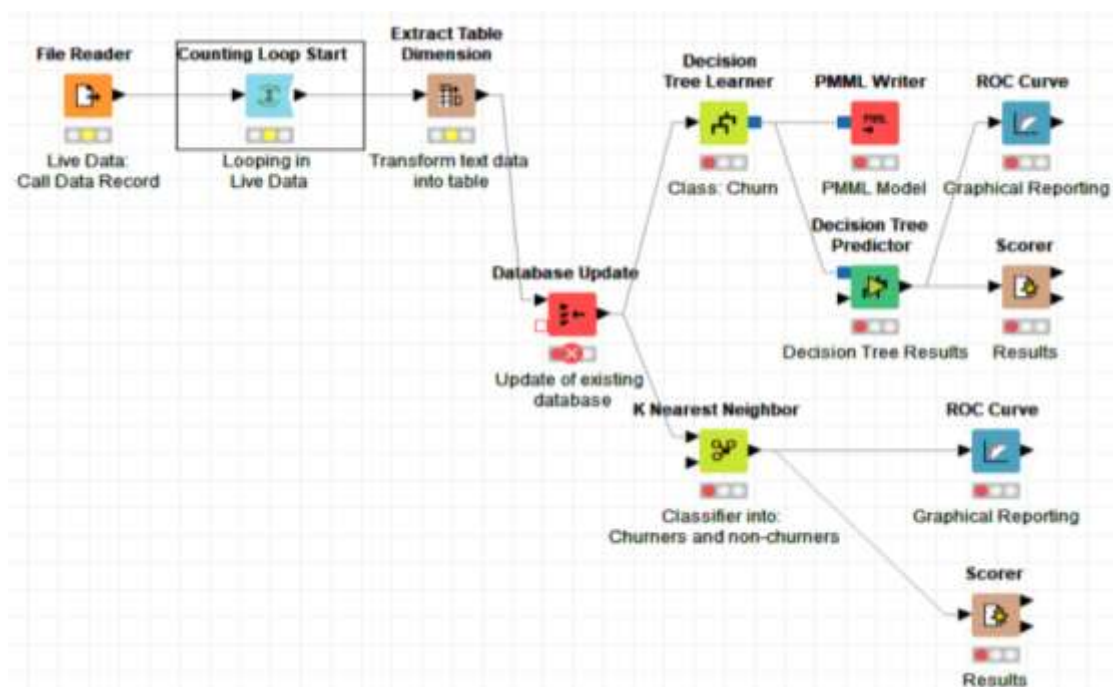 File Reader
Live Data:
Call Data Record
Counting Loop Start
Looping in
Live Data
Extract Table
Dimension
Transform text data
into table
Database Update
Update of existing
database
Decision
Tree Learner
Class: Churn
PMML Writer
PMML Model
ROC Curve
Graphical Reporting
Decision Tree
Predictor
Decision Tree Results
Scorer
Results
K Nearest Neighbor
Classifier into:
Churners and non-churners
ROC Curve
Graphical Reporting
Scorer
Results